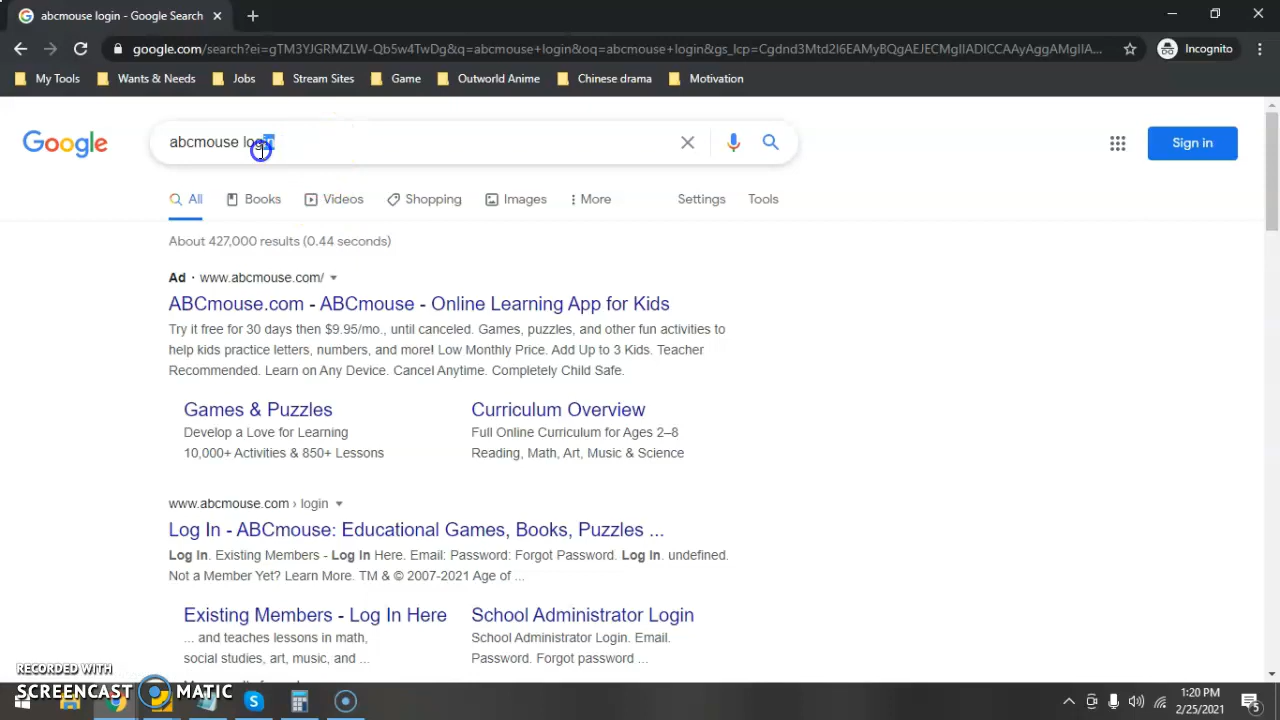 abcmouse login - Google Search
google.com/search?ei=gTM3YJGRMZLW-Qb5w4TwDg&q=abcmouse+login&oq=abcmouse+login&gs_lcp=Cgdnd3Mtd2l6EAMyBQgAEJECMgIIADICCAAyAggAMgIIA...
Incognito
My Tools
Wants & Needs
Jobs
Stream Sites
Game
Outworld Anime
Chinese drama
Motivation
Google
abcmouse login
Sign in
All
Books
Videos
Shopping
Images
More
Settings
Tools
About 427,000 results (0.44 seconds)
Ad · www.abcmouse.com/
ABCmouse.com - ABCmouse - Online Learning App for Kids
Try it free for 30 days then $9.95/mo., until canceled. Games, puzzles, and other fun activities to
help kids practice letters, numbers, and more! Low Monthly Price. Add Up to 3 Kids. Teacher
Recommended. Learn on Any Device. Cancel Anytime. Completely Child Safe.
Games & Puzzles
Develop a Love for Learning
10,000+ Activities & 850+ Lessons
Curriculum Overview
Full Online Curriculum for Ages 2–8
Reading, Math, Art, Music & Science
www.abcmouse.com › login
Log In - ABCmouse: Educational Games, Books, Puzzles ...
Log In. Existing Members - Log In Here. Email: Password: Forgot Password. Log In. undefined.
Not a Member Yet? Learn More. TM & © 2007-2021 Age of ...
Existing Members - Log In Here
... and teaches lessons in math,
social studies, art, music, and ...
School Administrator Login
School Administrator Login. Email.
Password. Forgot password ...
RECORDED WITH
SCREENCAST MATIC
1:20 PM
2/25/2021
5